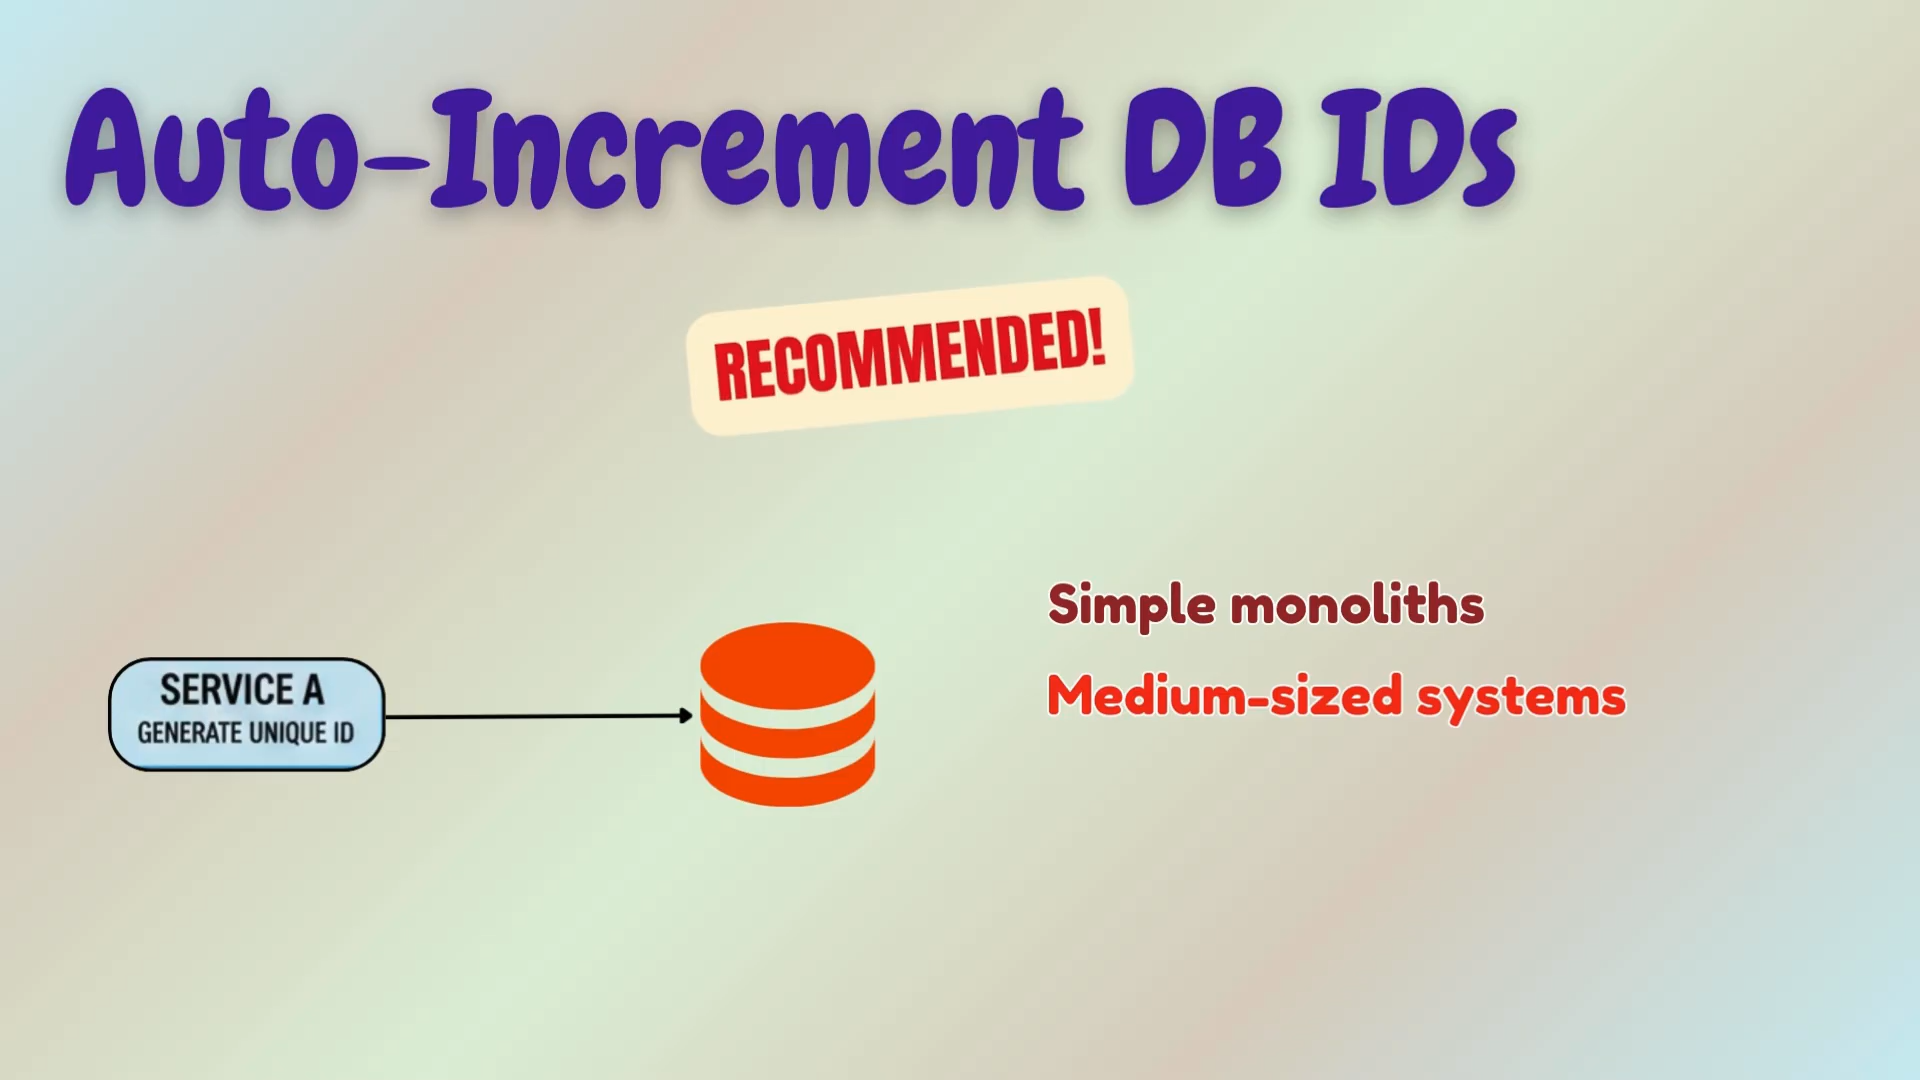 Auto-Increment DB IDs
RECOMMENDED!
SERVICE A
GENERATE UNIQUE ID
Simple monoliths
Medium-sized systems